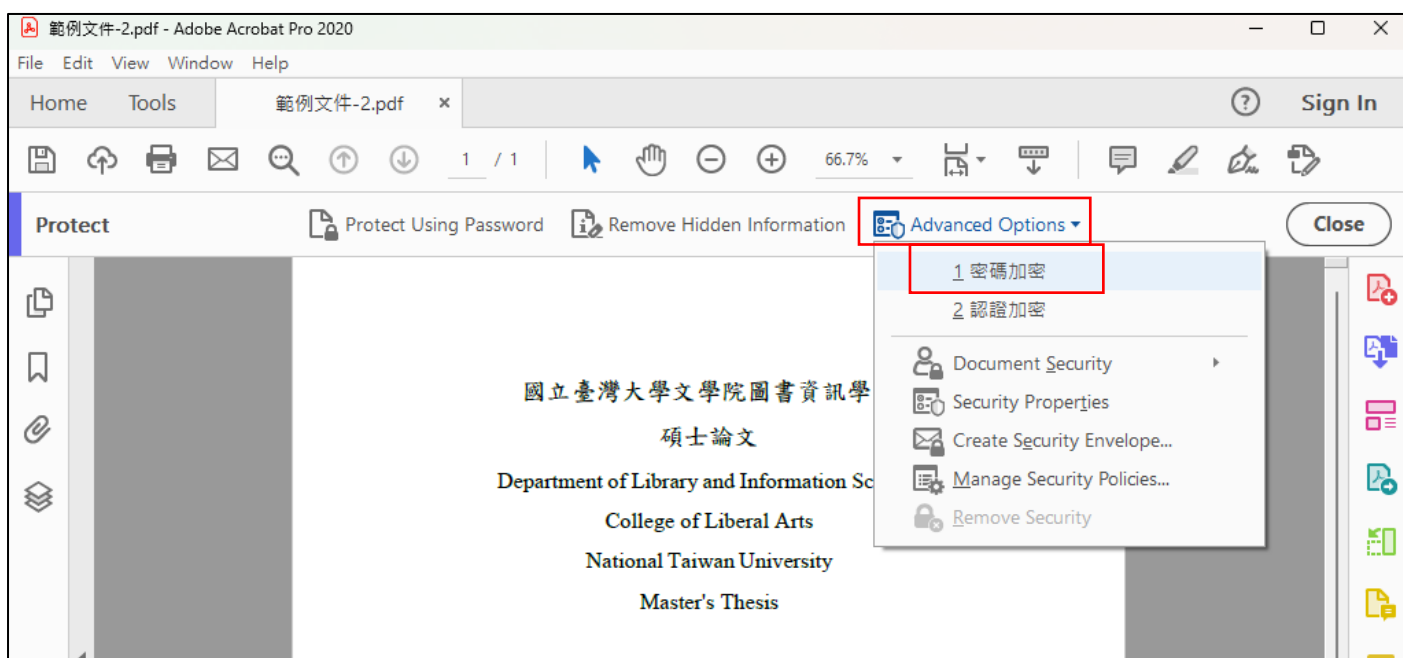 範例文件-2.pdf - Adobe Acrobat Pro 2020
File Edit View Window Help
Home Tools 範例文件-2.pdf × ? Sign In
1 / 1 66.7%
Protect Protect Using Password Remove Hidden Information Advanced Options Close
1 密碼加密
2 認證加密
Document Security
Security Properties
Create Security Envelope...
Manage Security Policies...
Remove Security
國立臺灣大學文學院圖書資訊學
碩士論文
Department of Library and Information Sc
College of Liberal Arts
National Taiwan University
Master's Thesis